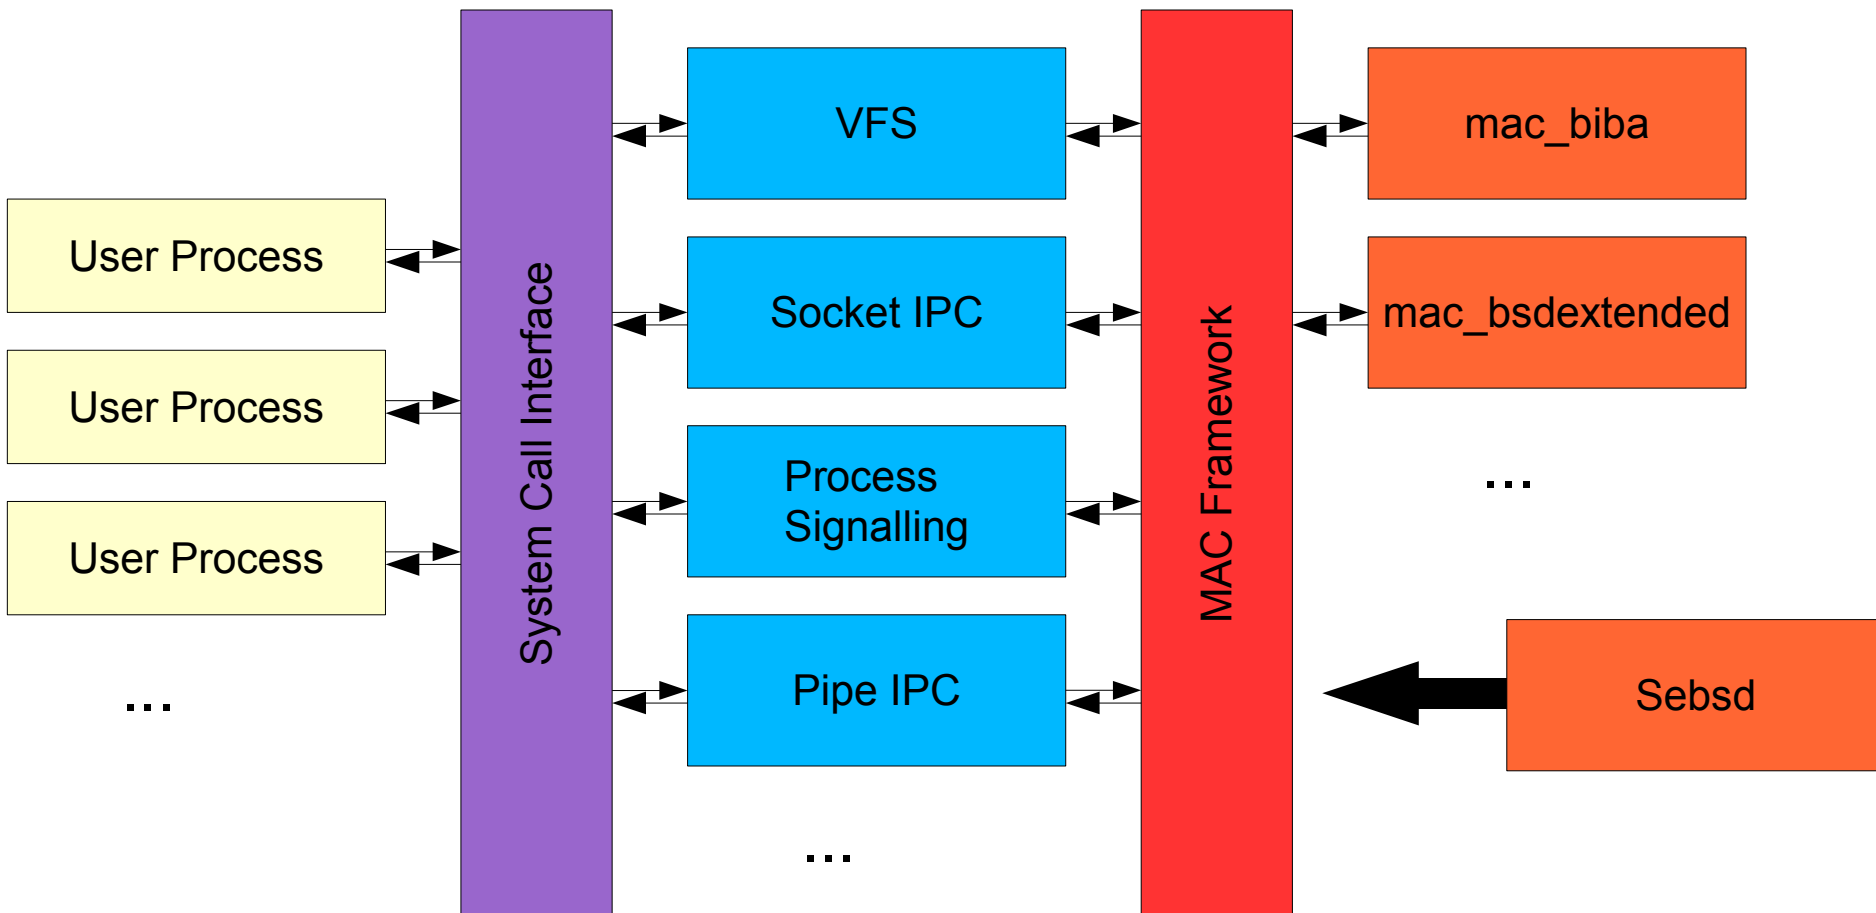 User Process
User Process
User Process
...
System Call Interface
VFS
Socket IPC
Process
Signalling
Pipe IPC
...
MAC Framework
mac_biba
mac_bsdextended
...
Sebsd